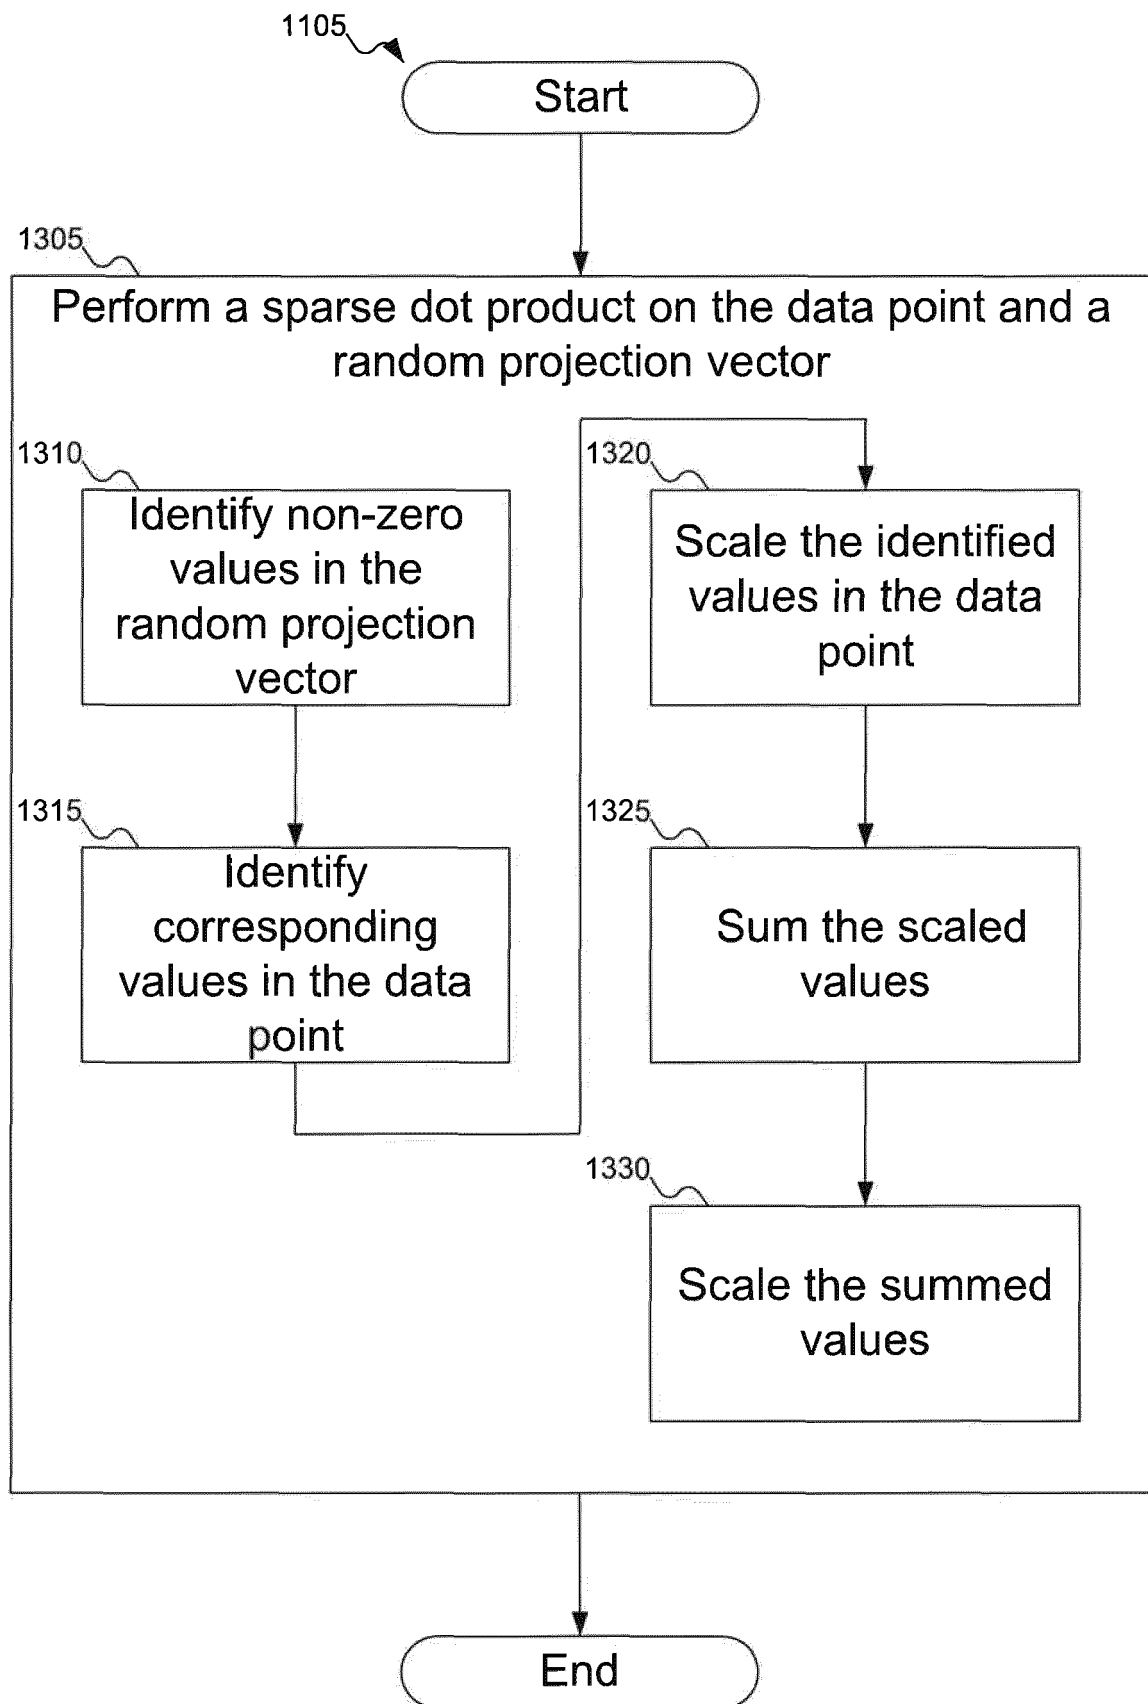 1105
Start
1305
Perform a sparse dot product on the data point and a
random projection vector
1310
Identify non-zero
values in the
random projection
vector
1315
Identify
corresponding
values in the data
point
1320
Scale the identified
values in the data
point
1325
Sum the scaled
values
1330
Scale the summed
values
End